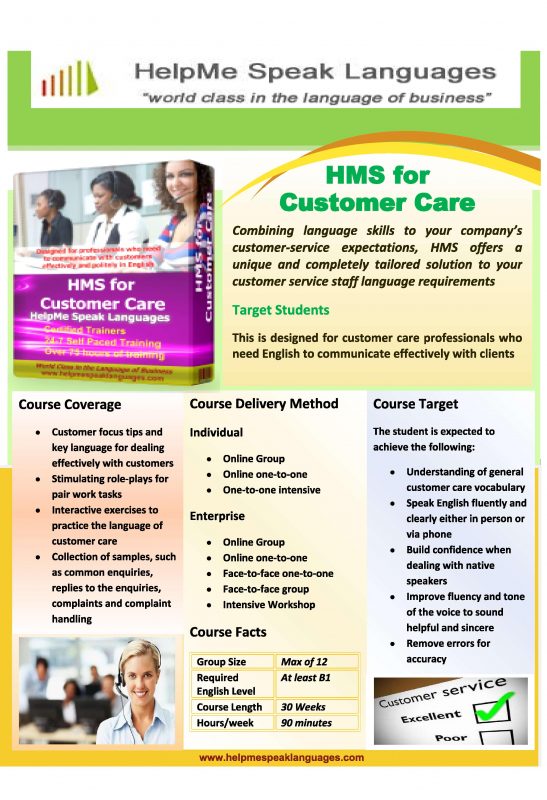 HelpMe Speak Languages
"world class in the language of business"
HMS for
Customer Care
Combining language skills to your company's
customer-service expectations, HMS offers a
unique and completely tailored solution to your
customer service staff language requirements
Target Students
This is designed for customer care professionals who
need English to communicate effectively with clients
Designed for professionals who need
to communicate with customers
effectively and politely in English
HMS for
Customer Care
HelpMe Speak Languages
Certified Trainers
24-7 Self Paced Training
Over 75 hours of training
World Class in the Language of Business
www.helpmespeaklanguages.com
HMS for
Customer Care
Course Coverage
• Customer focus tips and
key language for dealing
effectively with customers
• Stimulating role-plays for
pair work tasks
• Interactive exercises to
practice the language of
customer care
• Collection of samples, such
as common enquiries,
replies to the enquiries,
complaints and complaint
handling
Course Delivery Method
Individual
• Online Group
• Online one-to-one
• One-to-one intensive
Enterprise
• Online Group
• Online one-to-one
• Face-to-face one-to-one
• Face-to-face group
• Intensive Workshop
Course Facts
Group Size Max of 12
Required At least B1
English Level
Course Length 30 Weeks
Hours/week 90 minutes
Course Target
The student is expected to
achieve the following:
• Understanding of general
customer care vocabulary
• Speak English fluently and
clearly either in person or
via phone
• Build confidence when
dealing with native
speakers
• Improve fluency and tone
of the voice to sound
helpful and sincere
• Remove errors for
accuracy
Customer service
Excellent
Poor
www.helpmespeaklanguages.com